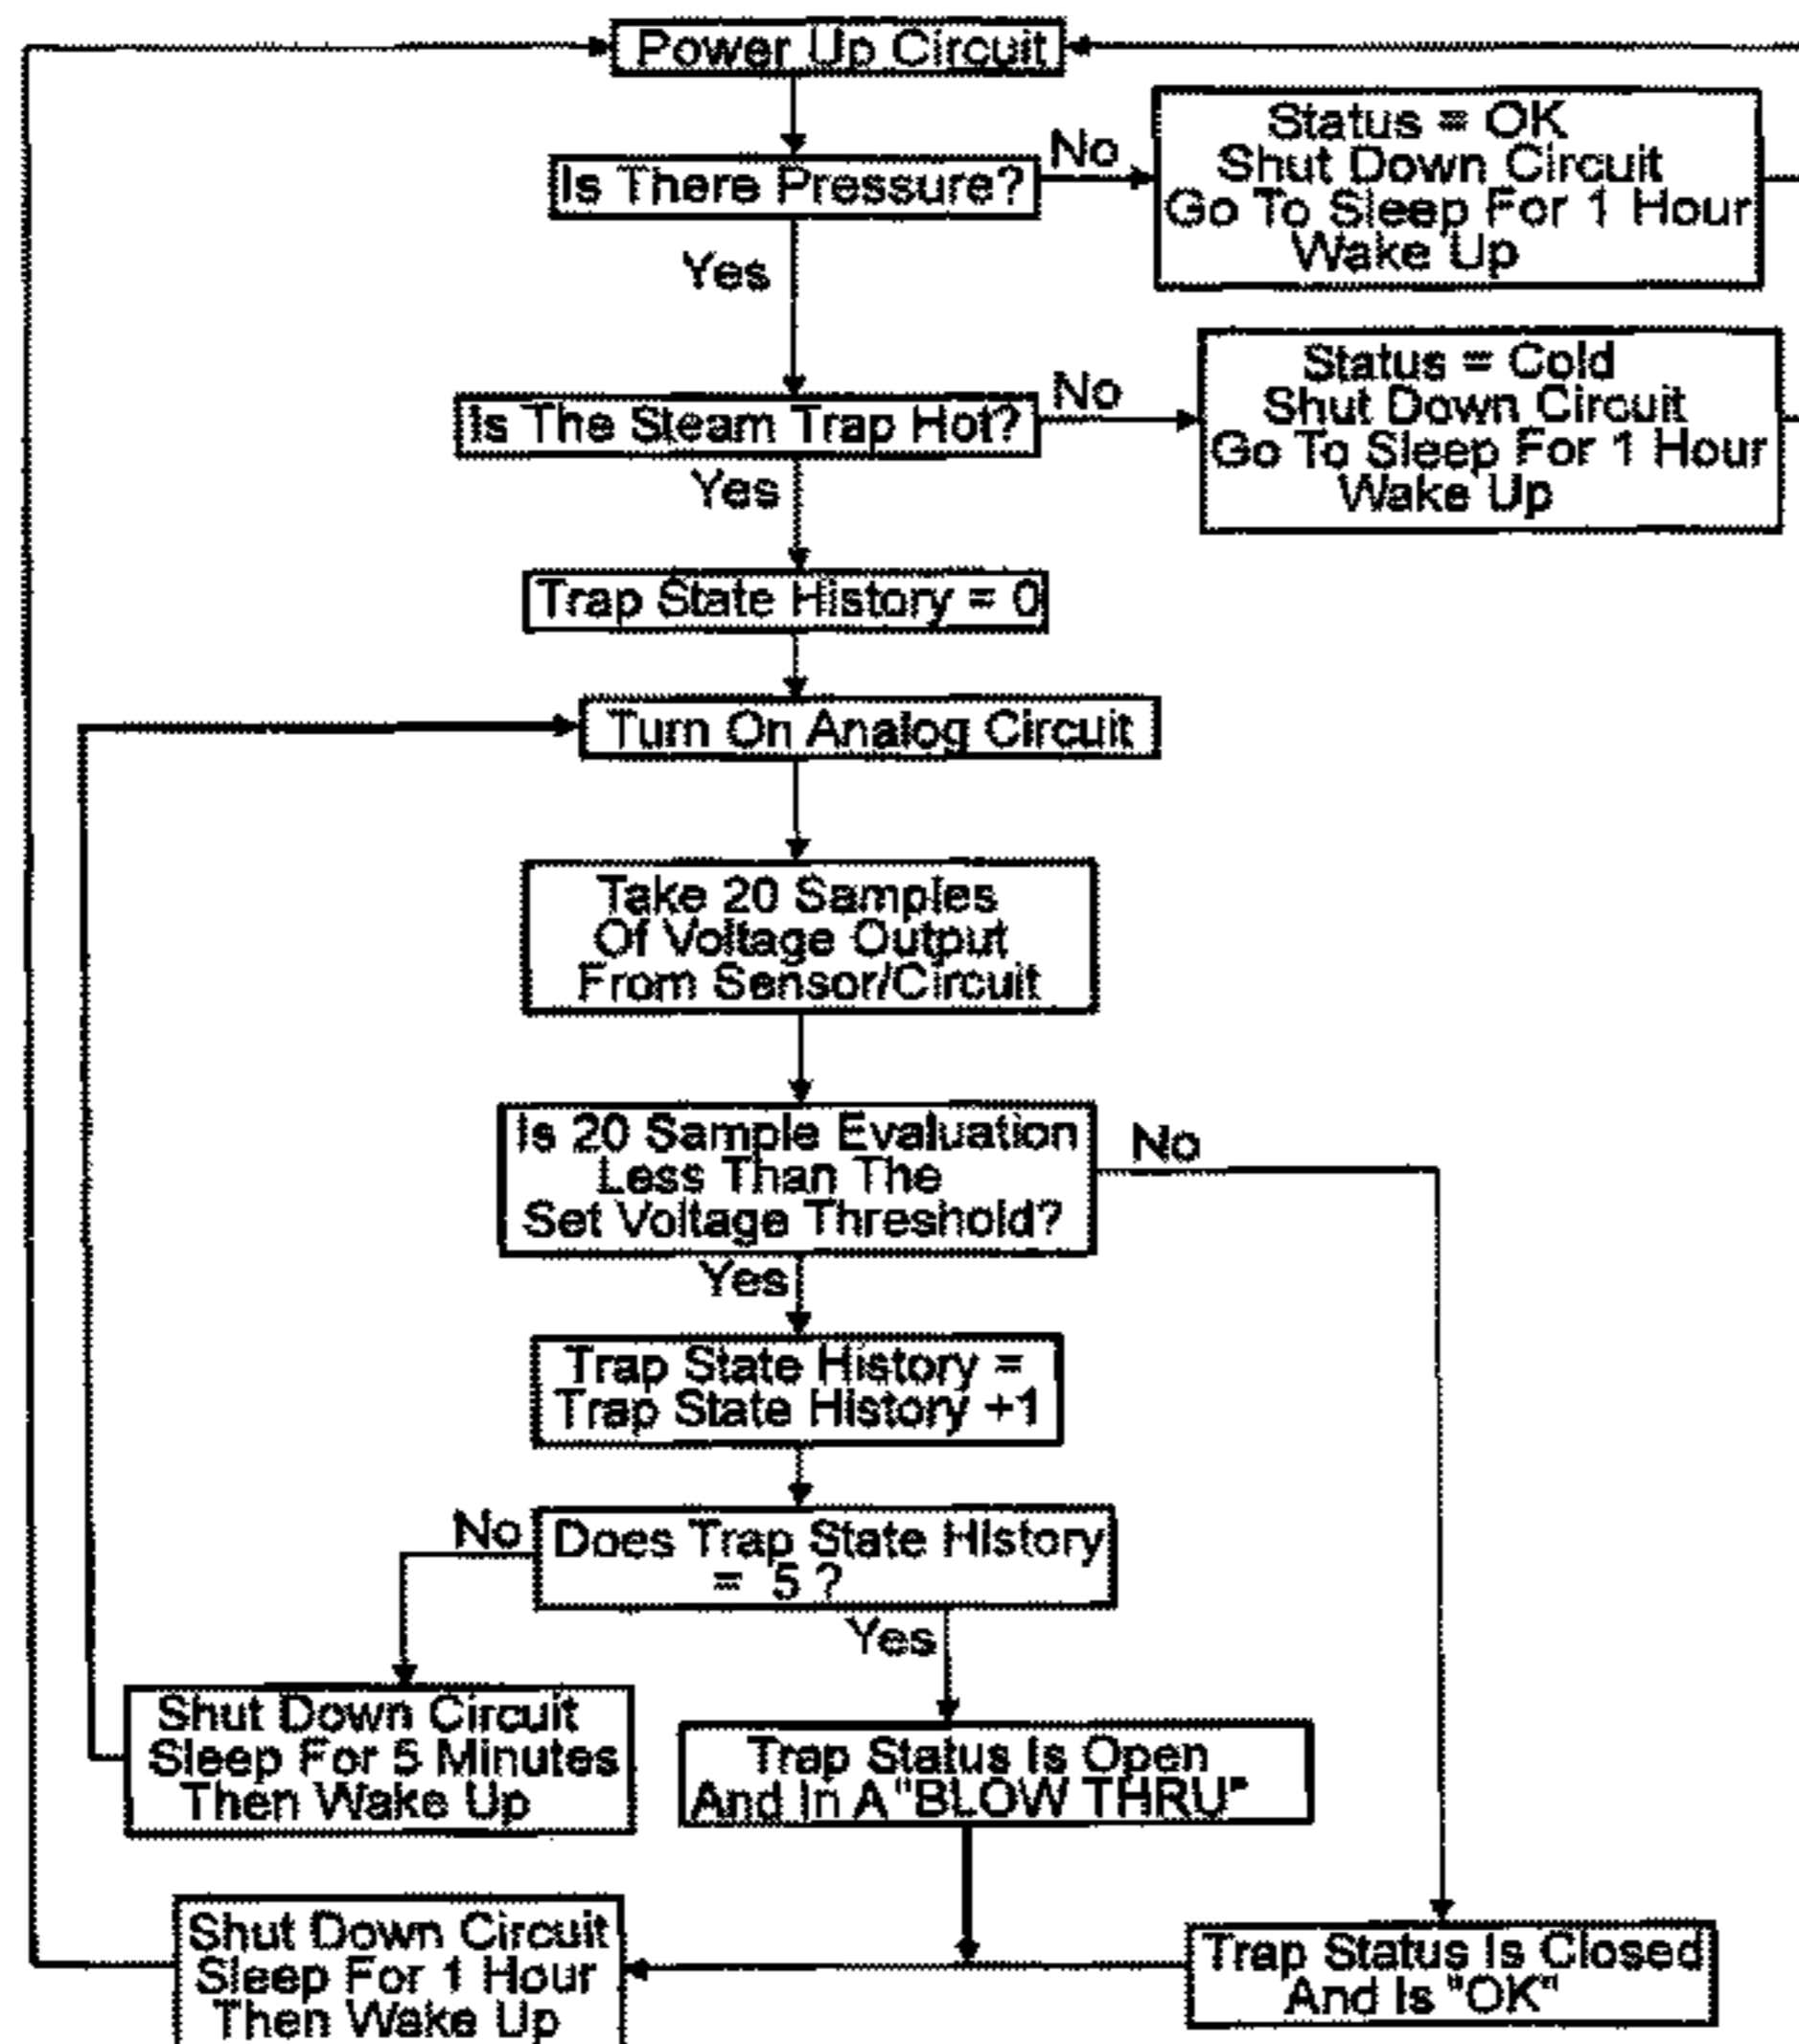 Power Up Circuit
Is There Pressure?
No
Status = OK
Shut Down Circuit
Go To Sleep For 1 Hour
Wake Up
Yes
Is The Steam Trap Hot?
No
Status = Cold
Shut Down Circuit
Go To Sleep For 1 Hour
Wake Up
Yes
Trap State History = 0
Turn On Analog Circuit
Take 20 Samples
Of Voltage Output
From Sensor/Circuit
Is 20 Sample Evaluation
Less Than The
Set Voltage Threshold?
No
Yes
Trap State History =
Trap State History +1
Does Trap State History
= 5 ?
No
Yes
Shut Down Circuit
Sleep For 5 Minutes
Then Wake Up
Trap Status Is Open
And In A "BLOW THRU"
Shut Down Circuit
Sleep For 1 Hour
Then Wake Up
Trap Status Is Closed
And Is "OK"